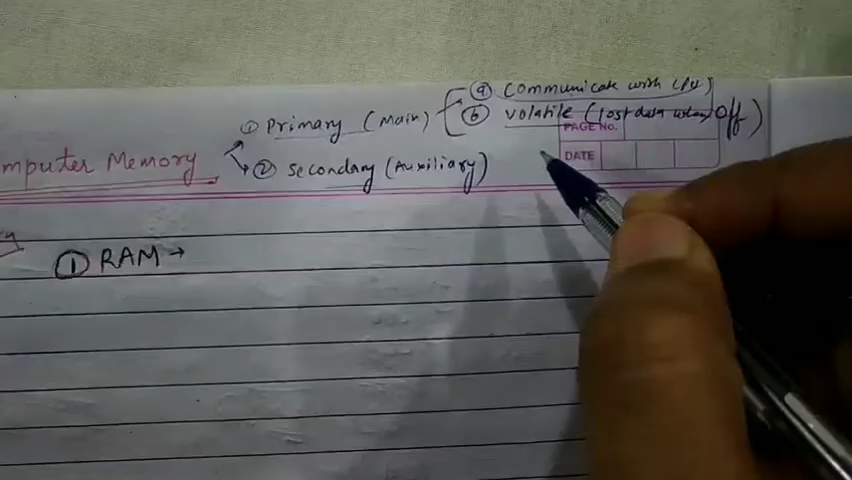 (a) Communicate with CPU
① Primary (Main) (b) volatile (lost data when Off)
PAGE No.
Computer Memory
② Secondary (Auxiliary)
DATE
① RAM →